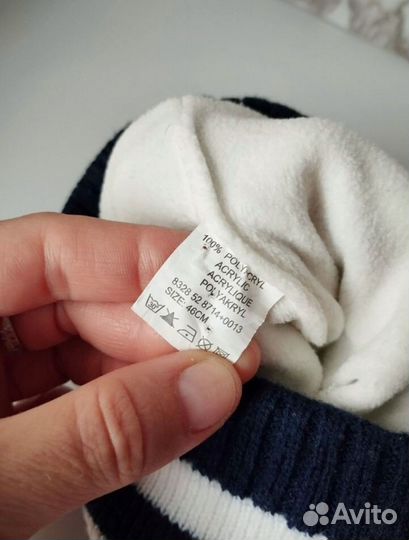 100% POLYACRYL
ACRYLIC
ACRYLIQUE
POLYAKRYL
8328 52 8714+0013
SIZE: 46CM
Avito